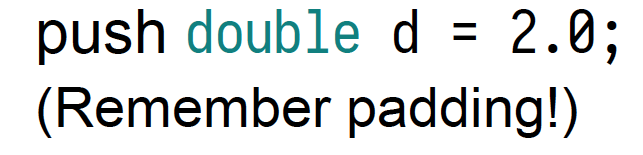 push double d = 2.0;
(Remember padding!)